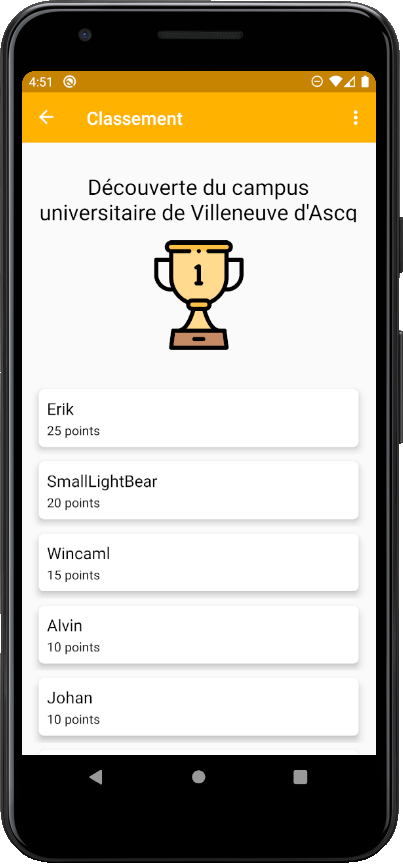 4:51
Classement
Découverte du campus
universitaire de Villeneuve d'Ascq
1
Erik
25 points
SmallLightBear
20 points
Wincaml
15 points
Alvin
10 points
Johan
10 points